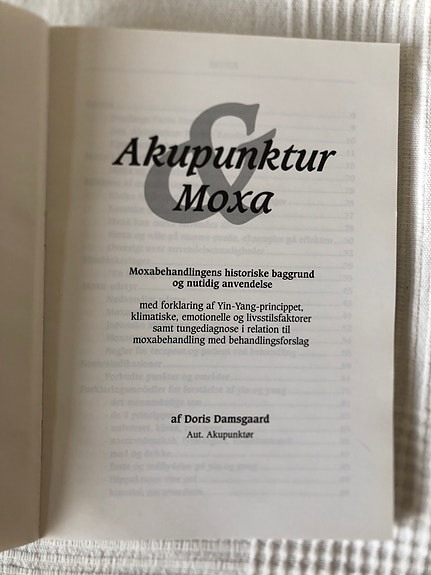 Akupunktur
&
Moxa
Moxabehandlingens historiske baggrund
og nutidig anvendelse
med forklaring af Yin-Yang-princippet,
klimatiske, emotionelle og livsstilsfaktorer
samt tungediagnose i relation til
moxabehandling med behandlingsforslag
af Doris Damsgaard
Aut. Akupunktør